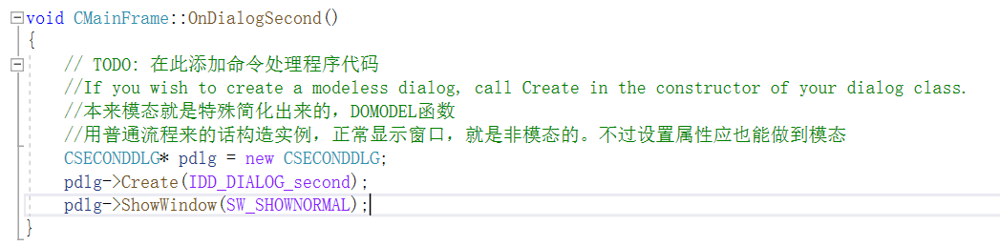 void CMainFrame::OnDialogSecond()
{
// TODO: 在此添加命令处理程序代码
//If you wish to create a modeless dialog, call Create in the constructor of your dialog class.
//本来模态就是特殊简化出来的，DOMODEL函数
//用普通流程来的话构造实例，正常显示窗口，就是非模态的。不过设置属性应也能做到模态
CSECONDDLG* pdlg = new CSECONDDLG;
pdlg->Create(IDD_DIALOG_second);
pdlg->ShowWindow(SW_SHOWNORMAL);
}